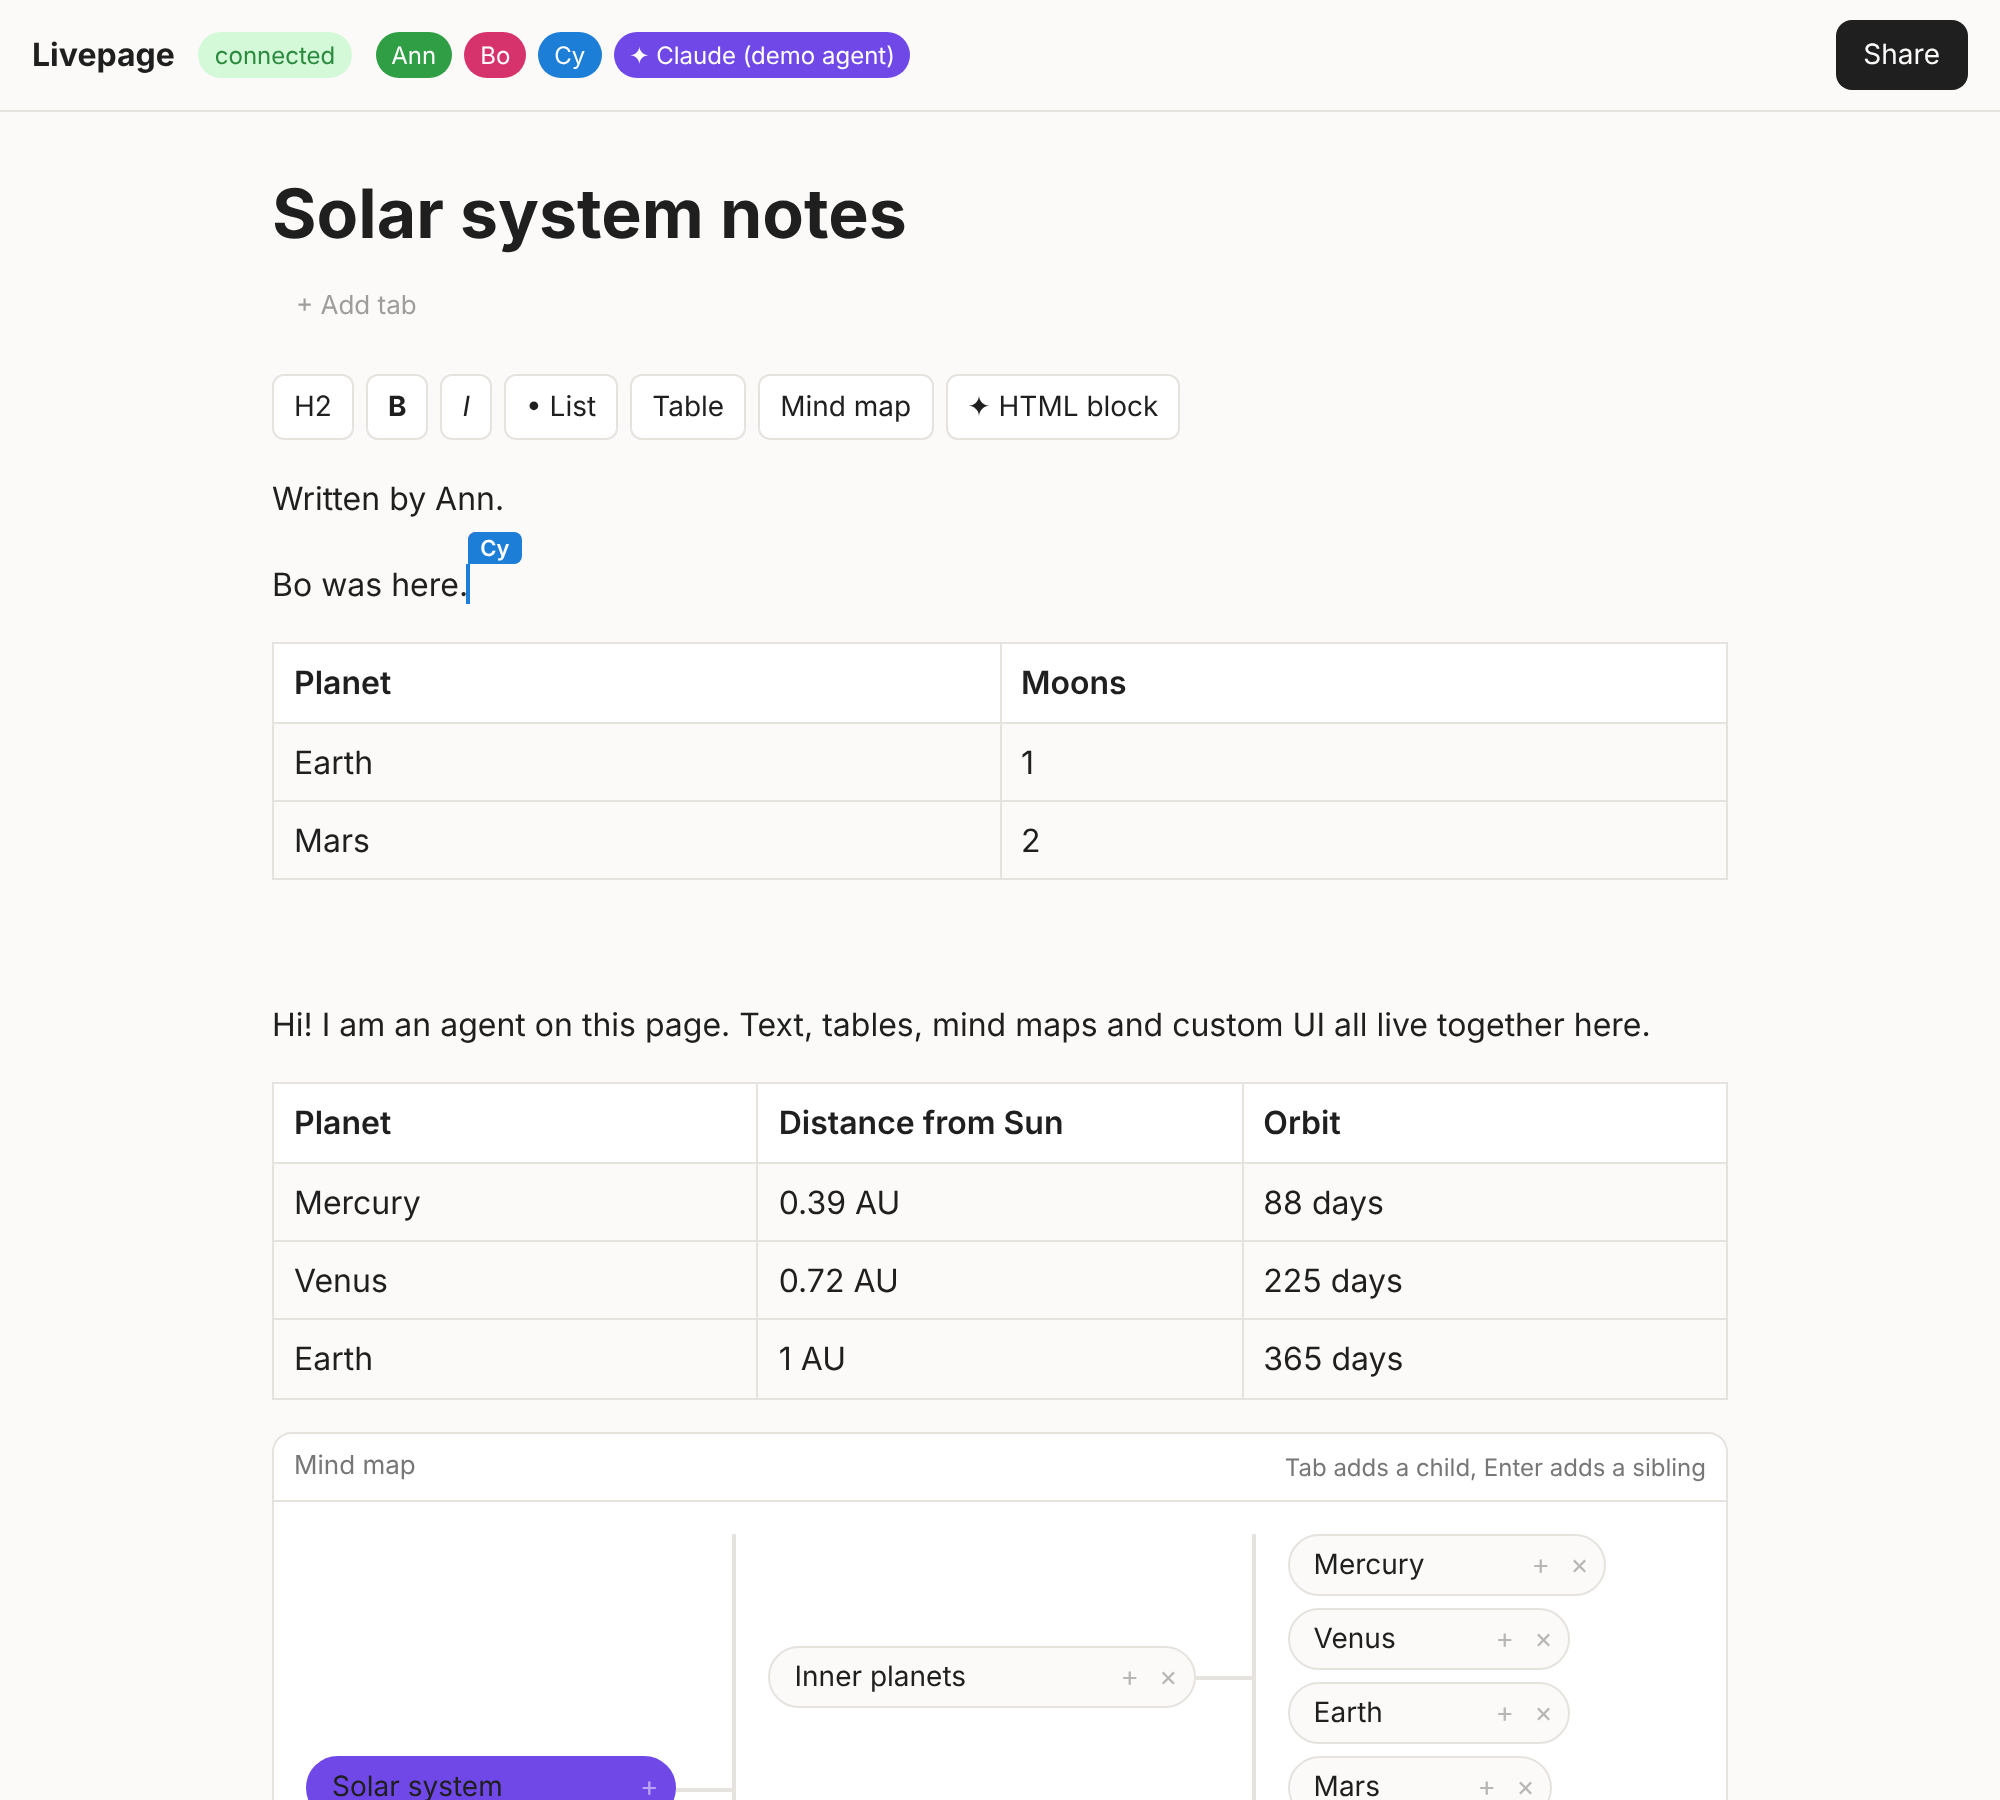 Livepage connected Ann Bo Cy ✦ Claude (demo agent) Share
Solar system notes
+ Add tab
H2 B I • List Table Mind map ✦ HTML block
Written by Ann.
Cy
Bo was here.
Planet Moons
Earth 1
Mars 2
Hi! I am an agent on this page. Text, tables, mind maps and custom UI all live together here.
Planet Distance from Sun Orbit
Mercury 0.39 AU 88 days
Venus 0.72 AU 225 days
Earth 1 AU 365 days
Mind map Tab adds a child, Enter adds a sibling
Mercury + ×
Venus + ×
Inner planets + ×
Earth + ×
Solar system +
Mars + ×